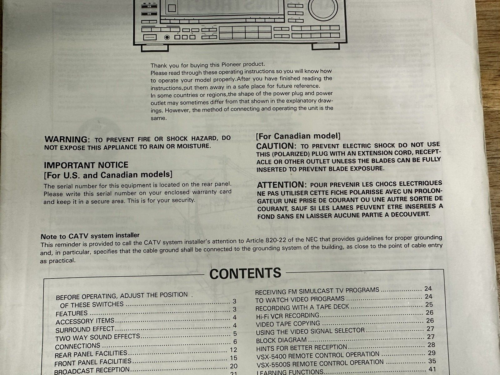 Thank you for buying this Pioneer product.
Please read through these operating instructions so you will know
how to operate your model properly. After you have finished reading the
instructions, put them away in a safe place for future reference.
In some countries or regions, the shape of the power plug and power
outlet may sometimes differ from that shown in the explanatory draw-
ings. However, the method of connecting and operating the unit is the
same.
WARNING: TO PREVENT FIRE OR SHOCK HAZARD, DO
NOT EXPOSE THIS APPLIANCE TO RAIN OR MOISTURE.
IMPORTANT NOTICE
[For U.S. and Canadian models]
The serial number for this equipment is located on the rear panel.
Please write this serial number on your enclosed warranty card
and keep it in a secure area. This is for your security.
[For Canadian model]
CAUTION: TO PREVENT ELECTRIC SHOCK DO NOT USE
THIS (POLARIZED) PLUG WITH AN EXTENSION CORD, RECEPT-
ACLE OR OTHER OUTLET UNLESS THE BLADES CAN BE FULLY
INSERTED TO PREVENT BLADE EXPOSURE.
ATTENTION: POUR PREVENIR LES CHOCS ELECTRIQUES
NE PAS UTILISER CETTE FICHE POLARISEE AVEC UN PROLON-
GATEUR UNE PRISE DE COURANT OU UNE AUTRE SORTIE DE
COURANT, SAUF SI LES LAMES PEUVENT ETRE INSEREES A
FOND SANS EN LAISSER AUCUNE PARTIE A DECOUVERT.
Note to CATV system installer
This reminder is provided to call the CATV system installer's attention to Article 820-22 of the NEC that provides guidelines for proper grounding
and, in particular, specifies that the cable ground shall be connected to the grounding system of the building, as close to the point of cable entry
as practical.
CONTENTS
BEFORE OPERATING, ADJUST THE POSITION
OF THESE SWITCHES 3
FEATURES 3
ACCESSORY ITEMS 4
SURROUND EFFECT 4
TWO WAY SOUND EFFECTS 5
CONNECTIONS 6
REAR PANEL FACILITIES 12
FRONT PANEL FACILITIES 15
BROADCAST RECEPTION 20
21
RECEIVING FM SIMULCAST TV PROGRAMS 24
TO WATCH VIDEO PROGRAMS 24
RECORDING WITH A TAPE DECK 25
Hi-Fi VCR RECORDING 26
VIDEO TAPE COPYING 26
USING THE VIDEO SIGNAL SELECTOR 27
BLOCK DIAGRAM 27
HINTS FOR BETTER RECEPTION 28
VSX-5400 REMOTE CONTROL OPERATION 29
VSX-5500S REMOTE CONTROL OPERATION 35
LEARNING FUNCTIONS 41